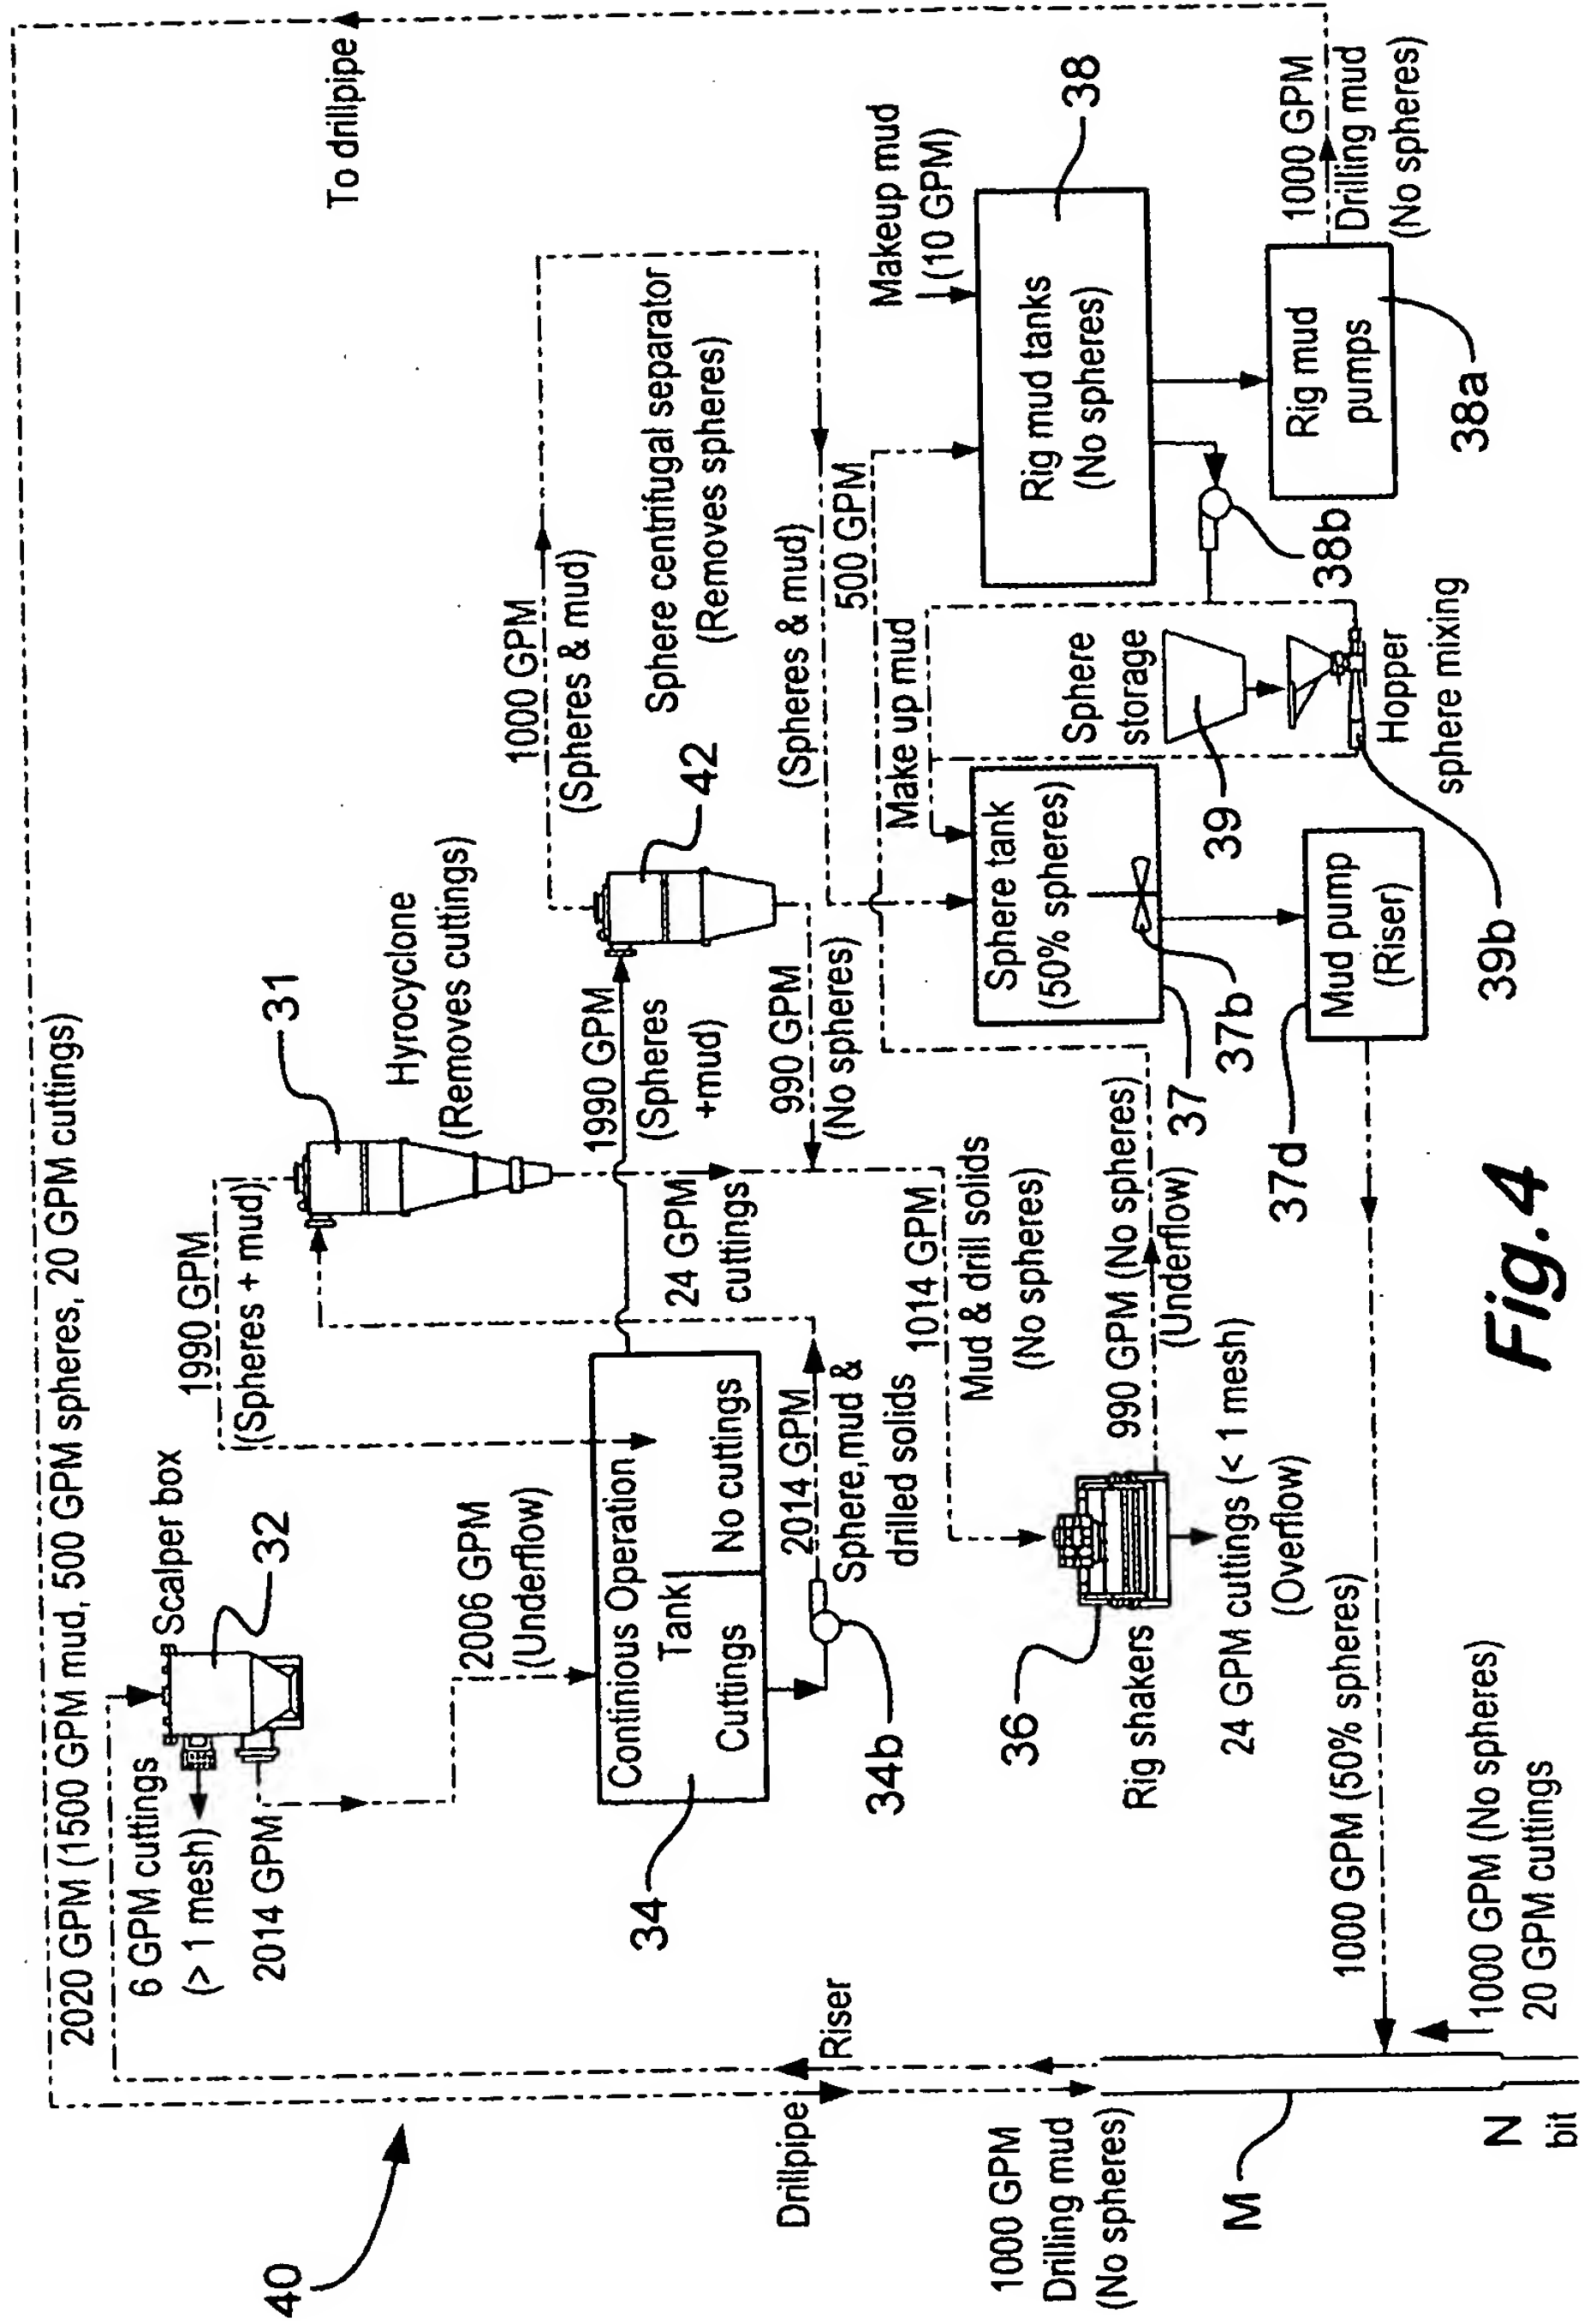 To drillpipe
2020 GPM (1500 GPM mud, 500 GPM spheres, 20 GPM cuttings)
6 GPM cuttings
(> 1 mesh)
2014 GPM
Scalper box
32
1990 GPM
(Spheres + mud)
31
Hyrocyclone
(Removes cuttings)
2006 GPM
(Underflow)
1000 GPM
(Spheres & mud)
Sphere centrifugal separator
(Removes spheres)
42
Continious Operation
Tank
Cuttings
No cuttings
34
34b
1990 GPM
(Spheres
+mud)
24 GPM
cuttings
990 GPM
(No spheres)
2014 GPM
Sphere,mud &
drilled solids
(Spheres & mud)
500 GPM
Make up mud
Makeup mud
(10 GPM)
38
Rig mud tanks
(No spheres)
1014 GPM
Mud & drill solids
(No spheres)
Sphere tank
(50% spheres)
37
37b
Sphere
storage
39
38b
Hopper
sphere mixing
39b
Rig mud
pumps
38a
1000 GPM
Drilling mud
(No spheres)
36
Rig shakers
990 GPM (No spheres)
(Underflow)
24 GPM cuttings (< 1 mesh)
(Overflow)
Mud pump
(Riser)
37d
1000 GPM (50% spheres)
1000 GPM (No spheres)
20 GPM cuttings
40
Drillpipe
Riser
1000 GPM
Drilling mud
(No spheres)
M
N
bit
Fig.4